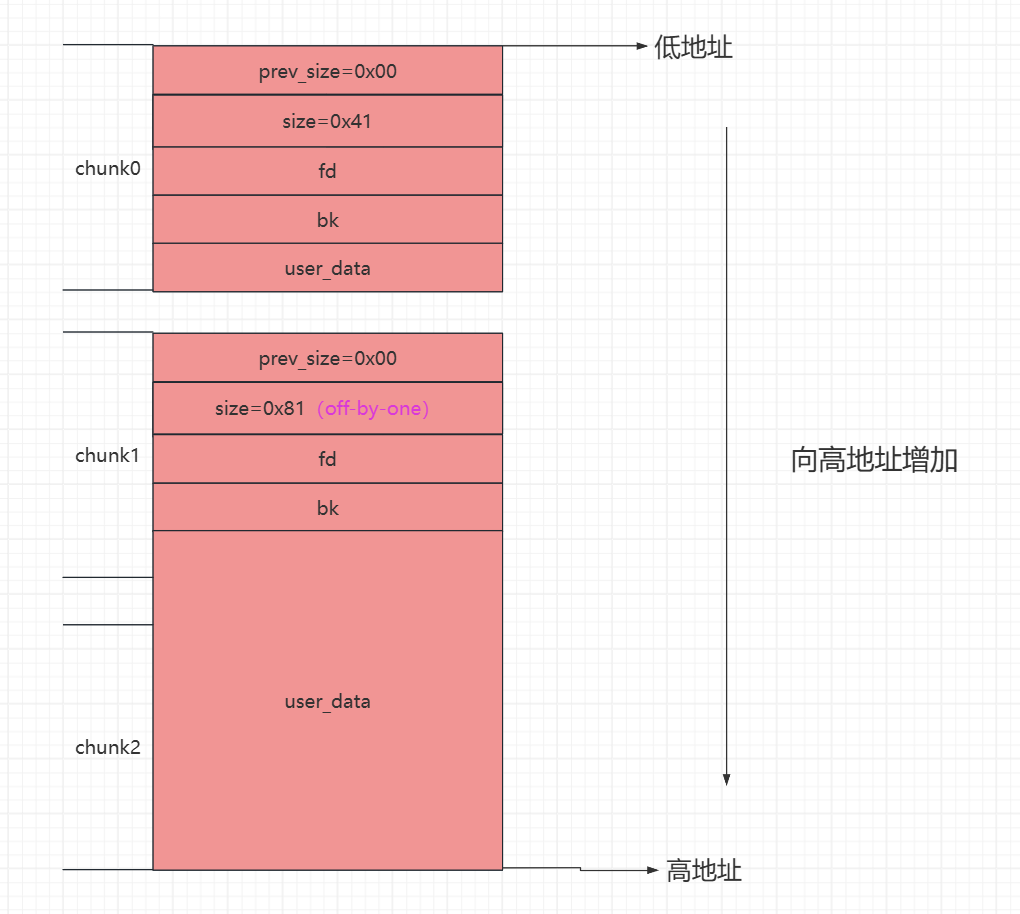 低地址
prev_size=0x00
size=0x41
chunk0
fd
bk
user_data
prev_size=0x00
size=0x81（off-by-one）
chunk1
fd
向高地址增加
bk
user_data
chunk2
高地址